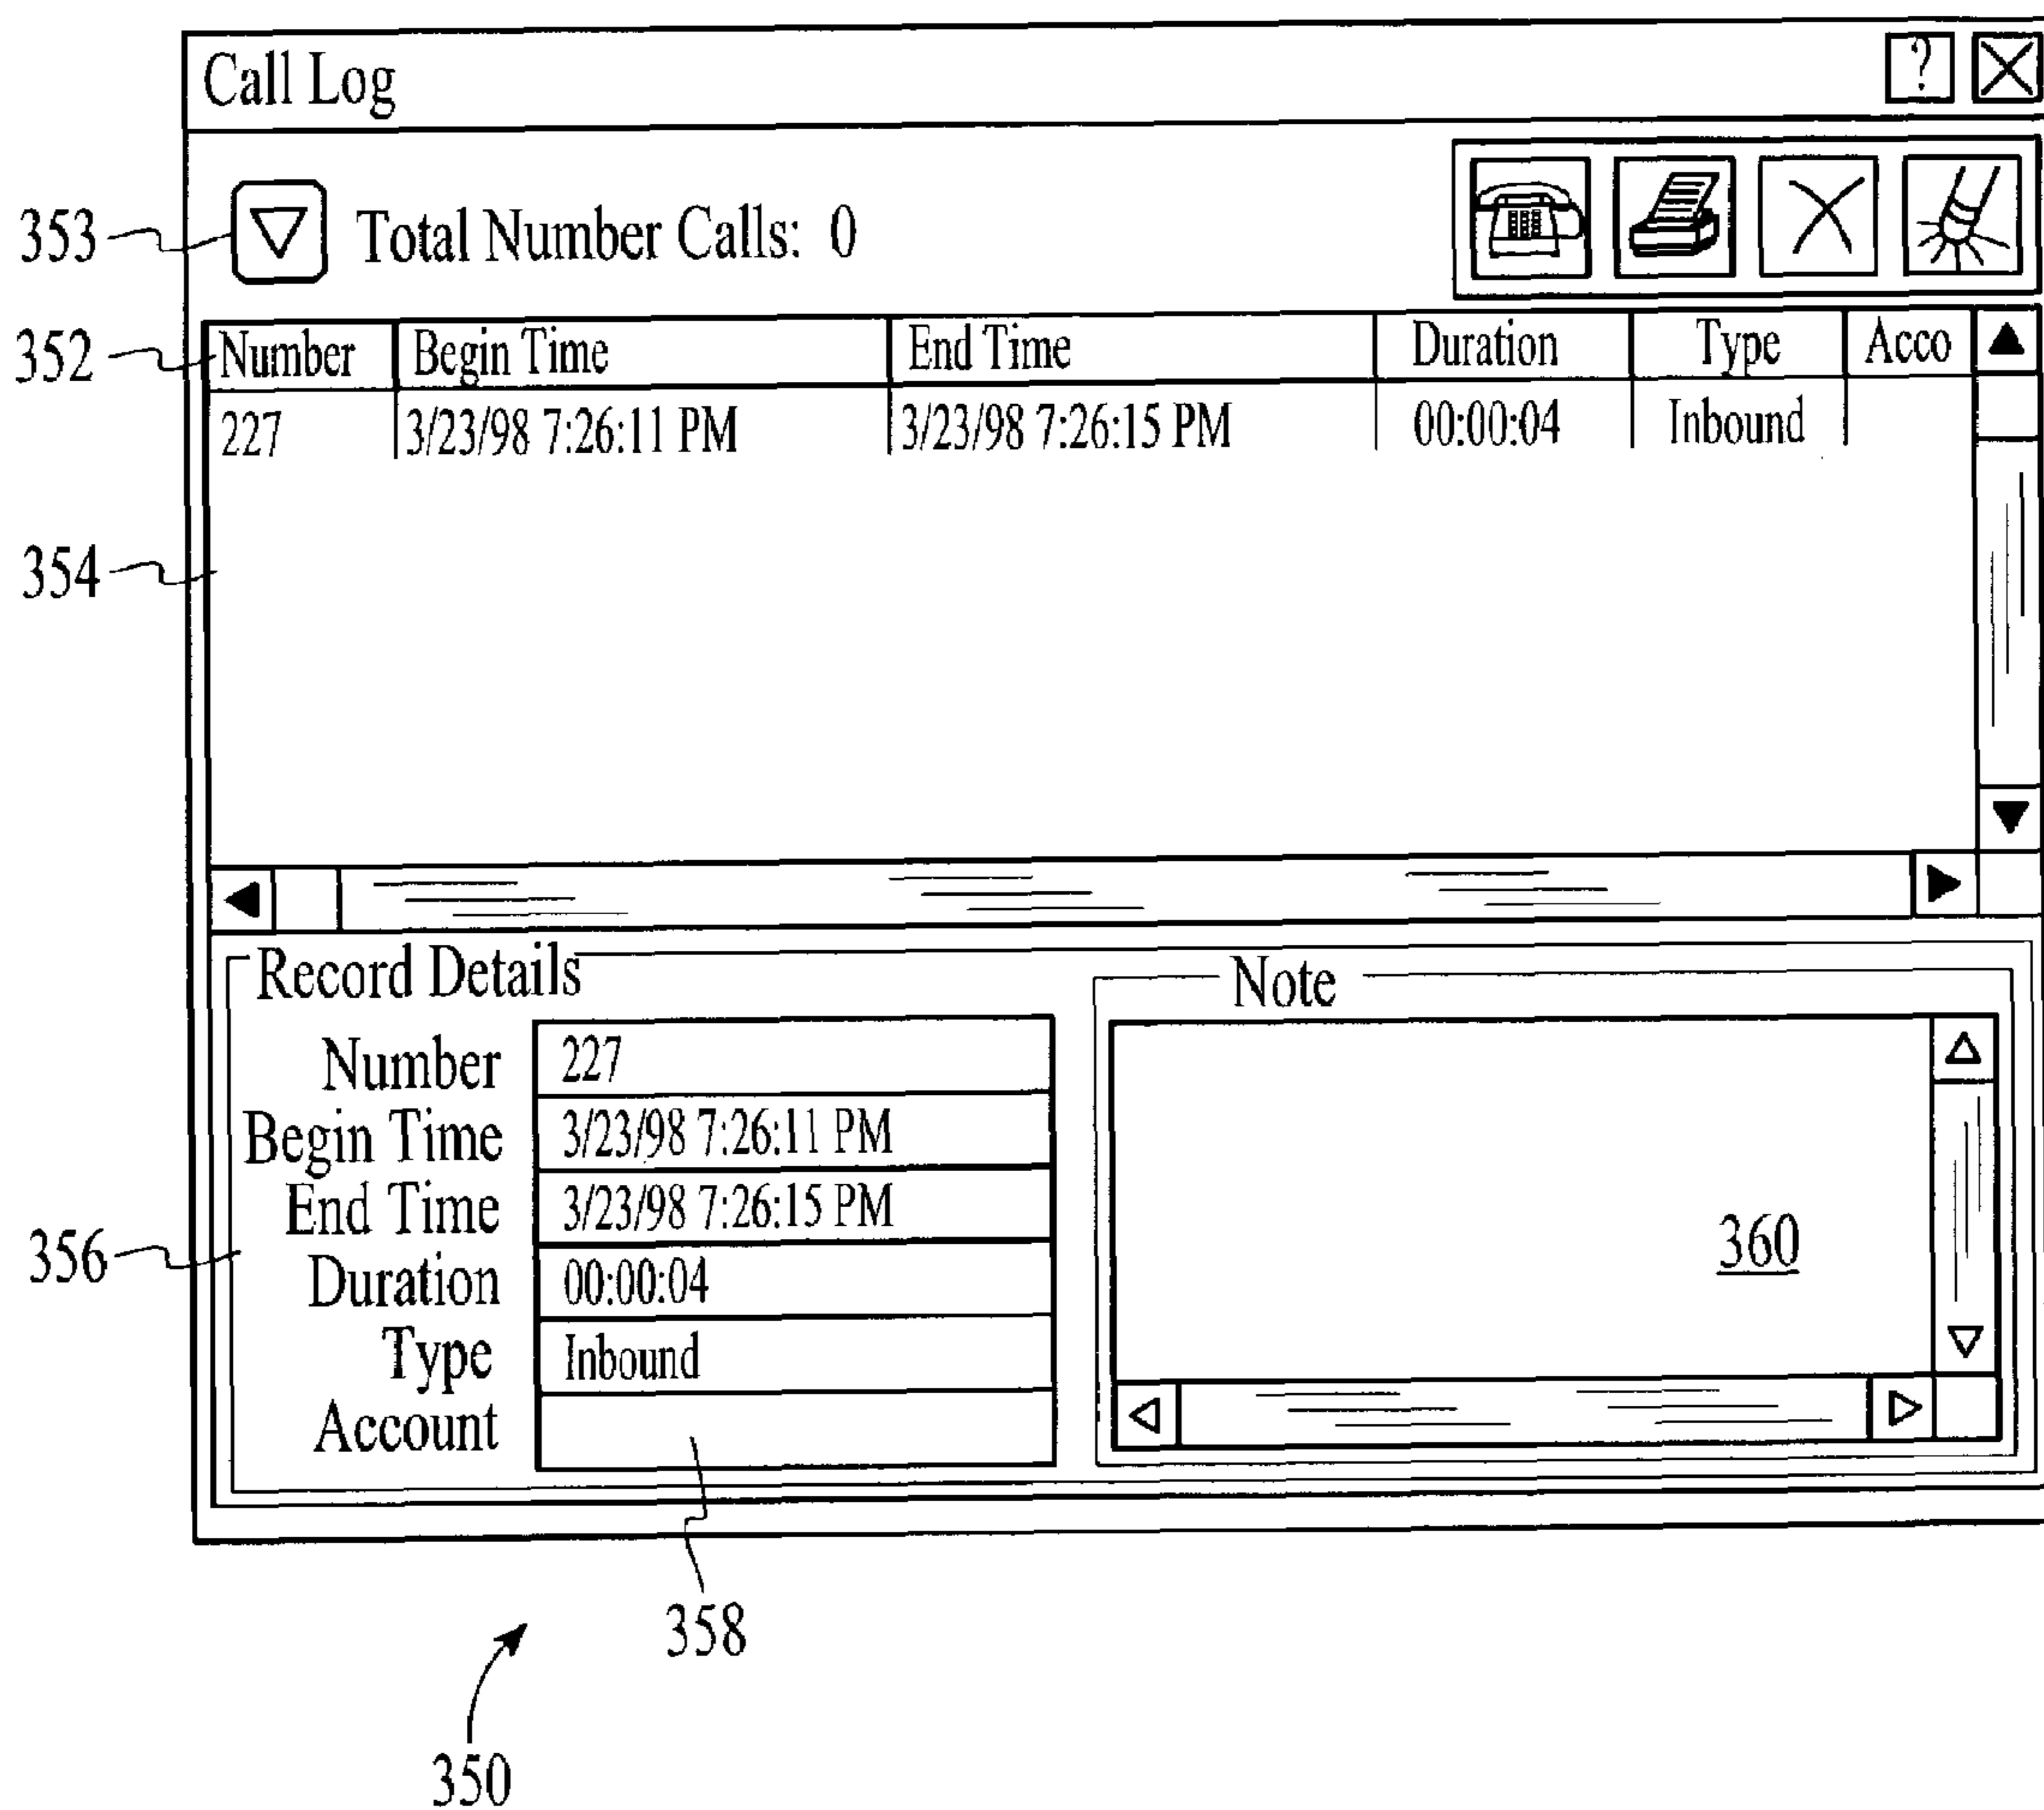 Call Log ?
353 Total Number Calls: 0
352 Number Begin Time End Time Duration Type Acco
227 3/23/98 7:26:11 PM 3/23/98 7:26:15 PM 00:00:04 Inbound
354
Record Details Note
Number 227
Begin Time 3/23/98 7:26:11 PM
End Time 3/23/98 7:26:15 PM
356 360
Duration 00:00:04
Type Inbound
Account
358
350